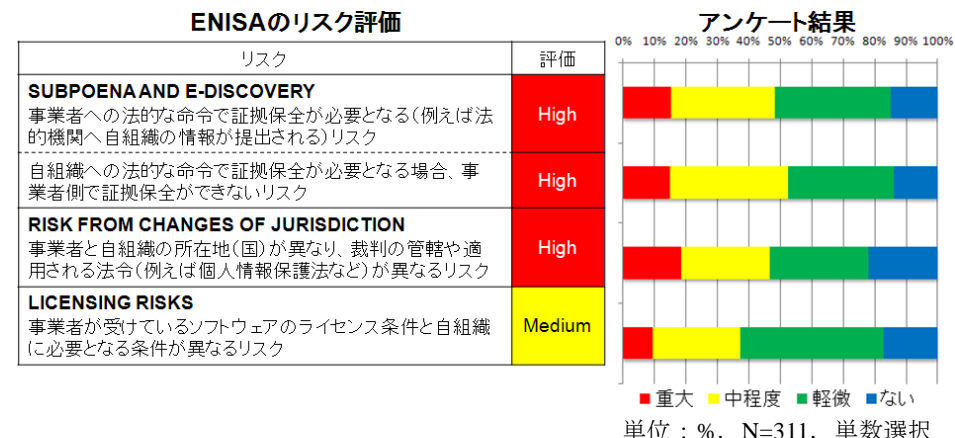 ENISAのリスク評価
リスク
評価
SUBPOENA AND E-DISCOVERY
事業者への法的な命令で証拠保全が必要となる（例えば法
的機関へ自組織の情報が提出される）リスク
High
自組織への法的な命令で証拠保全が必要となる場合、事
業者側で証拠保全ができないリスク
High
RISK FROM CHANGES OF JURISDICTION
事業者と自組織の所在地（国）が異なり、裁判の管轄や適
用される法令（例えば個人情報保護法など）が異なるリスク
High
LICENSING RISKS
事業者が受けているソフトウェアのライセンス条件と自組織
に必要となる条件が異なるリスク
Medium
アンケート結果
0% 10% 20% 30% 40% 50% 60% 70% 80% 90% 100%
重大 中程度 軽微 ない
単位：%，N=311，単数選択